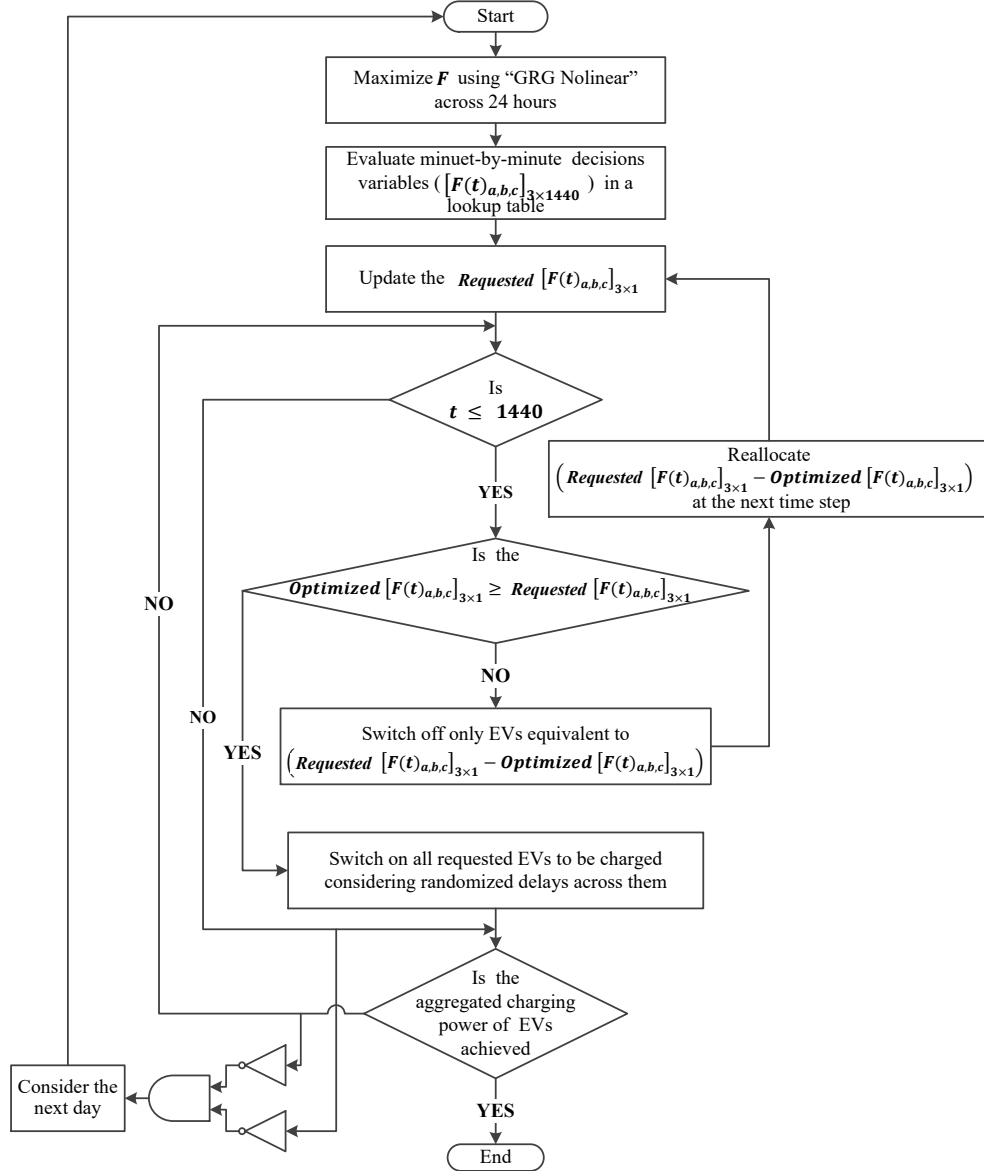 Start
Maximize F using “GRG Nolinear”
across 24 hours
Evaluate minuet-by-minute decisions
variables ( [F(t)a,b,c]3×1440 ) in a
lookup table
Update the Requested [F(t)a,b,c]3×1
Is
t ≤ 1440
Reallocate
(Requested [F(t)a,b,c]3×1 − Optimized [F(t)a,b,c]3×1)
at the next time step
YES
Is the
Optimized [F(t)a,b,c]3×1 ≥ Requested [F(t)a,b,c]3×1
NO
NO
NO
YES
Switch off only EVs equivalent to
(Requested [F(t)a,b,c]3×1 − Optimized [F(t)a,b,c]3×1)
Switch on all requested EVs to be charged
considering randomized delays across them
Is the
aggregated charging
power of EVs
achieved
Consider the
next day
YES
End